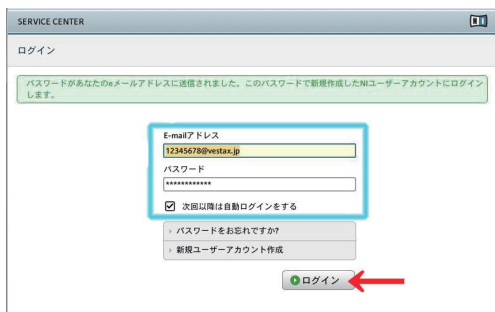 SERVICE CENTER
ログイン
パスワードがあなたのeメールアドレスに送信されました。このパスワードで新規作成したNIユーザーアカウントにログイン
します。
E-mailアドレス
12345678@vestax.jp
パスワード
************
次回以降は自動ログインをする
パスワードをお忘れですか?
新規ユーザーアカウント作成
ログイン